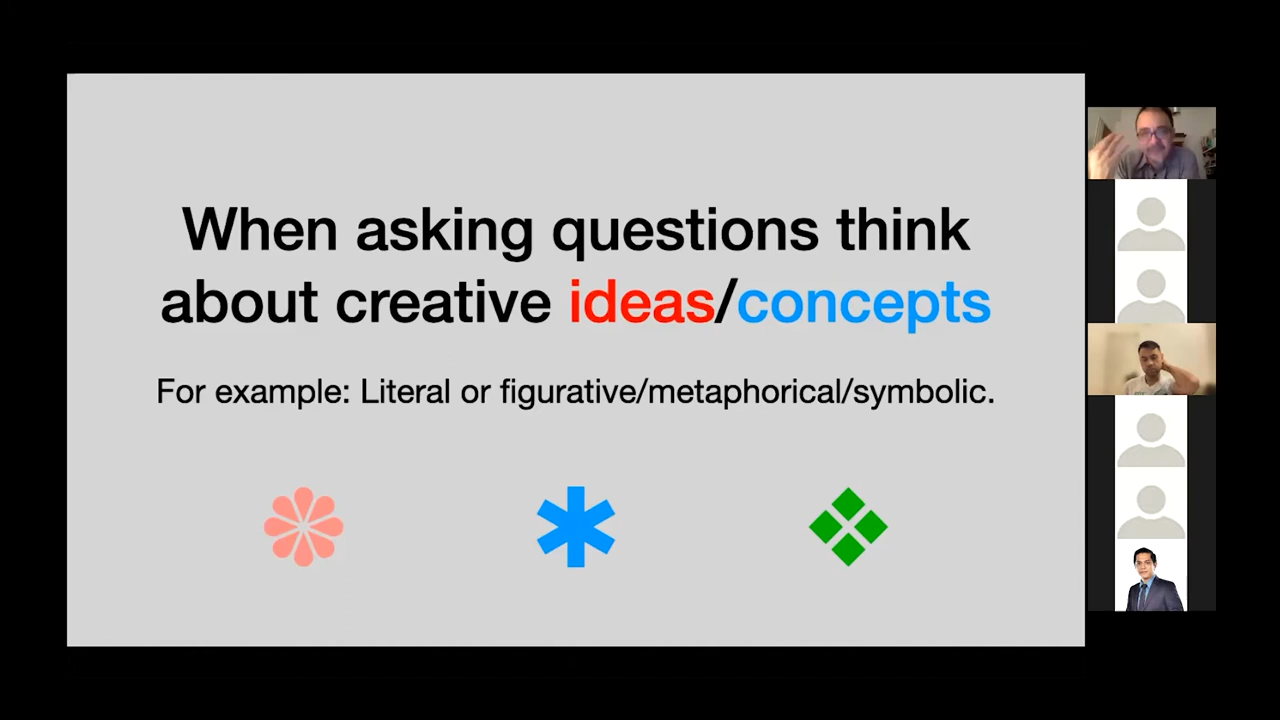 When asking questions think
about creative ideas/concepts
For example: Literal or figurative/metaphorical/symbolic.